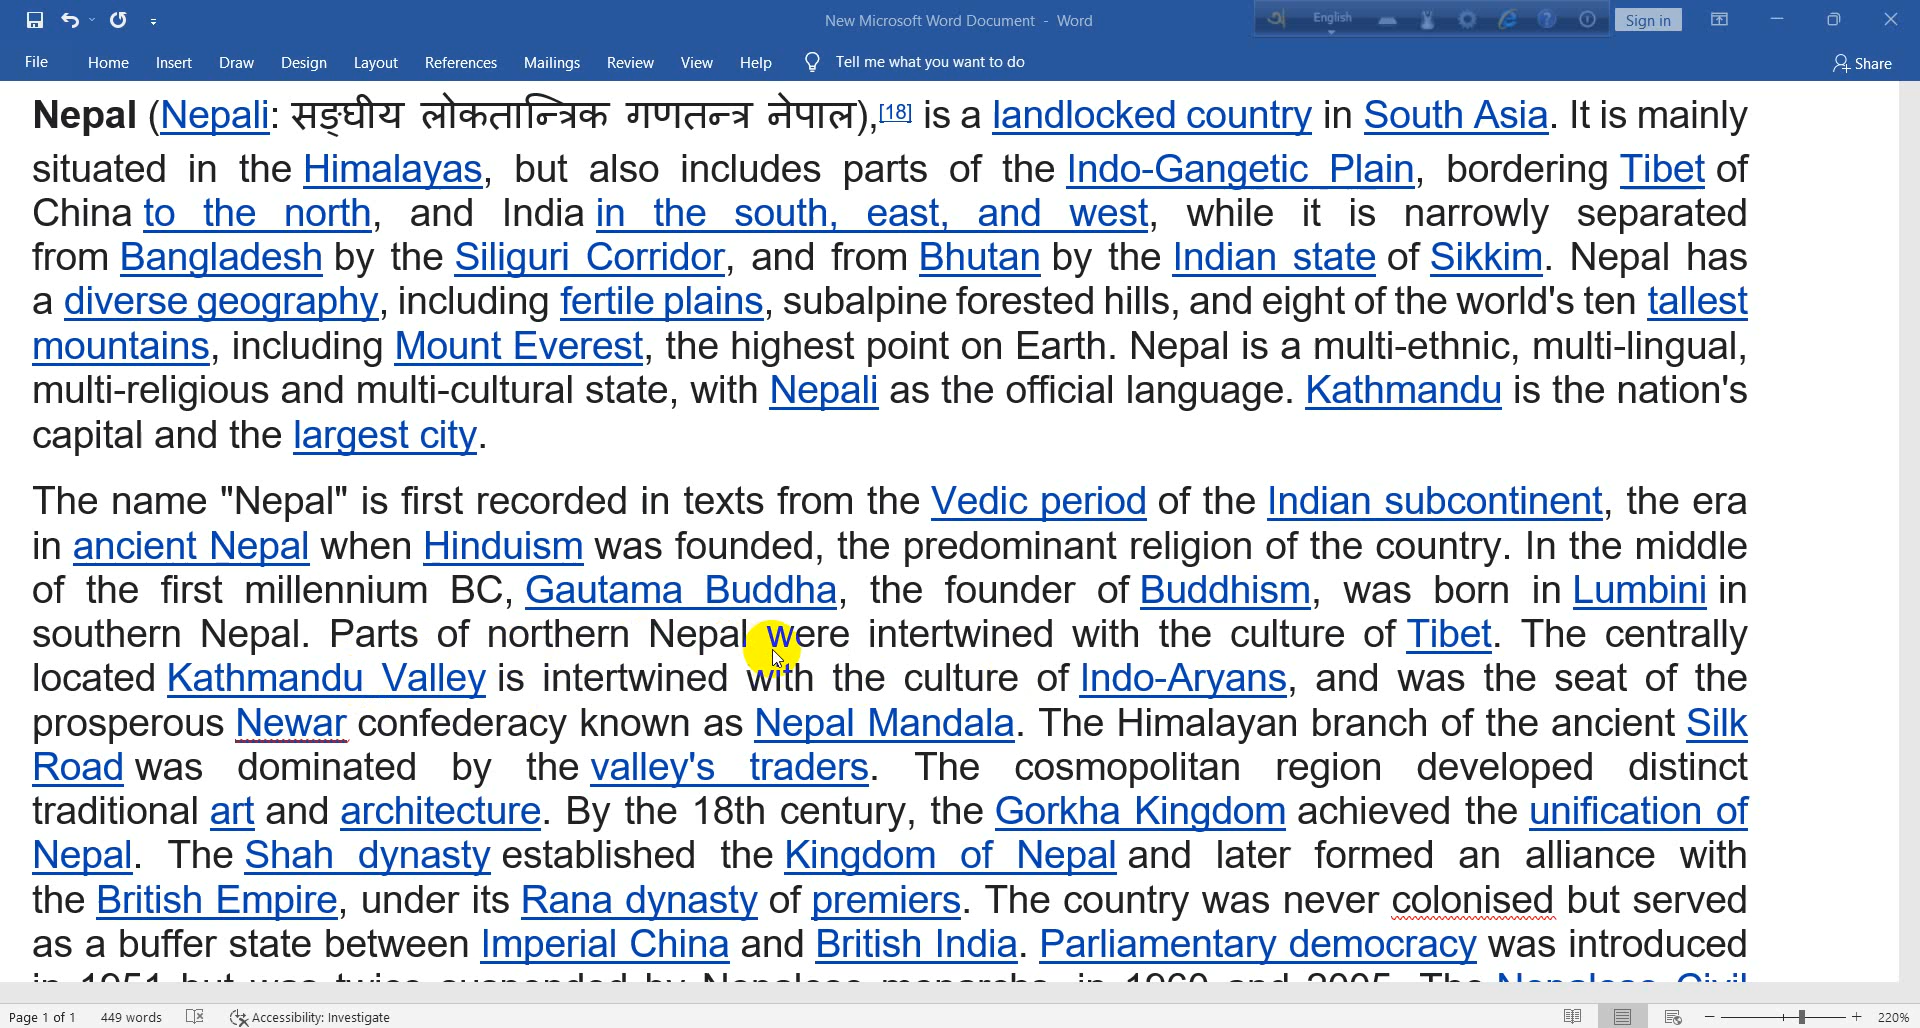 New Microsoft Word Document - Word
English
Sign in
File Home Insert Draw Design Layout References Mailings Review View Help Tell me what you want to do
Share
Nepal (Nepali: सङ्घीय लोकतान्त्रिक गणतन्त्र नेपाल),[18] is a landlocked country in South Asia. It is mainly
situated in the Himalayas, but also includes parts of the Indo-Gangetic Plain, bordering Tibet of
China to the north, and India in the south, east, and west, while it is narrowly separated
from Bangladesh by the Siliguri Corridor, and from Bhutan by the Indian state of Sikkim. Nepal has
a diverse geography, including fertile plains, subalpine forested hills, and eight of the world's ten tallest
mountains, including Mount Everest, the highest point on Earth. Nepal is a multi-ethnic, multi-lingual,
multi-religious and multi-cultural state, with Nepali as the official language. Kathmandu is the nation's
capital and the largest city.
The name "Nepal" is first recorded in texts from the Vedic period of the Indian subcontinent, the era
in ancient Nepal when Hinduism was founded, the predominant religion of the country. In the middle
of the first millennium BC, Gautama Buddha, the founder of Buddhism, was born in Lumbini in
southern Nepal. Parts of northern Nepal were intertwined with the culture of Tibet. The centrally
located Kathmandu Valley is intertwined with the culture of Indo-Aryans, and was the seat of the
prosperous Newar confederacy known as Nepal Mandala. The Himalayan branch of the ancient Silk
Road was dominated by the valley's traders. The cosmopolitan region developed distinct
traditional art and architecture. By the 18th century, the Gorkha Kingdom achieved the unification of
Nepal. The Shah dynasty established the Kingdom of Nepal and later formed an alliance with
the British Empire, under its Rana dynasty of premiers. The country was never colonised but served
as a buffer state between Imperial China and British India. Parliamentary democracy was introduced
in 1951 but was twice suspended by Nepalese monarchs, in 1960 and 2005. The Nepalese Civil
Page 1 of 1 449 words Accessibility: Investigate 220%